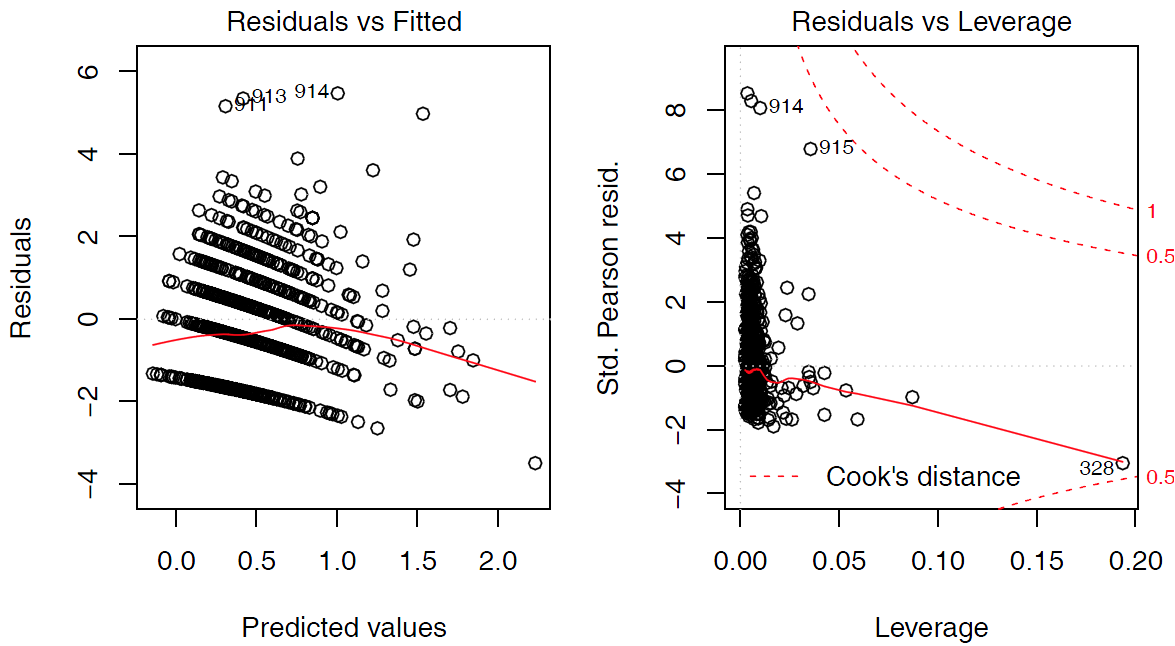 Residuals vs Fitted
Residuals
6
4
2
0
−2
−4
911
913
914
0.0 0.5 1.0 1.5 2.0
Predicted values
Residuals vs Leverage
Std. Pearson resid.
8
6
4
2
0
−2
−4
914
915
1
0.5
328
0.5
Cook's distance
0.00 0.05 0.10 0.15 0.20
Leverage